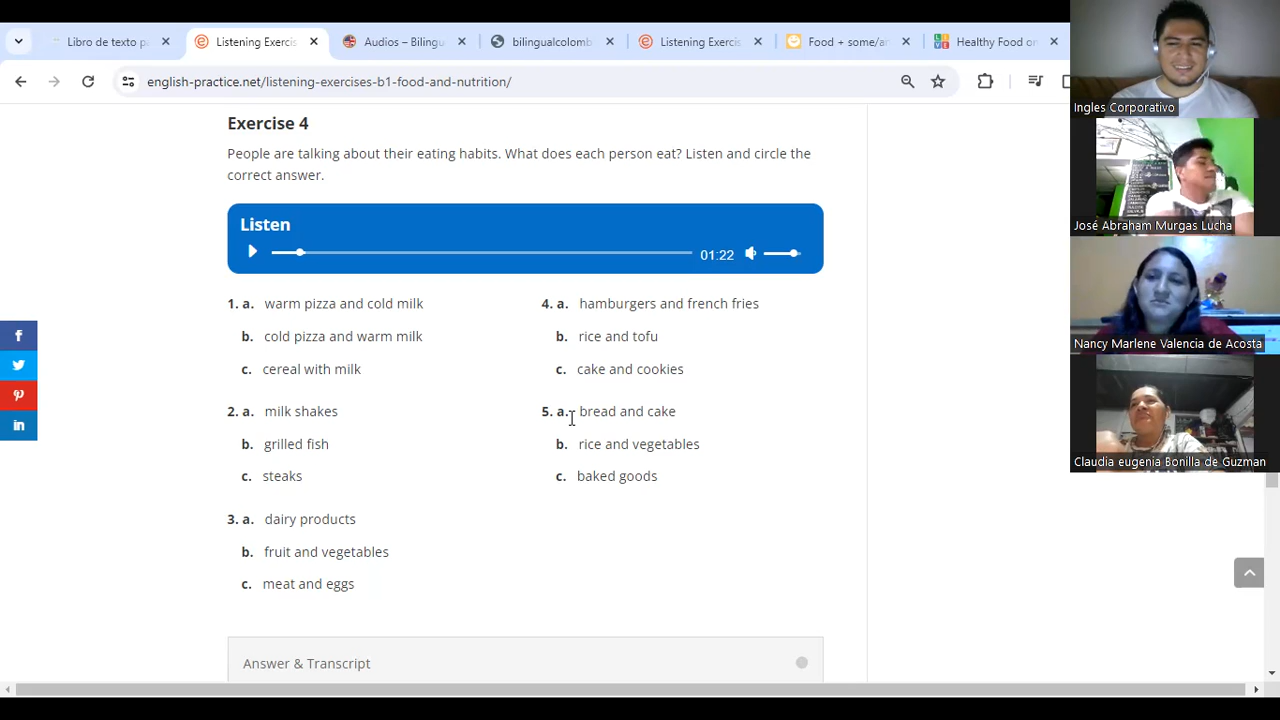 Libro de texto pa
Listening Exercis
Audios – Bilingu
bilingualcolomb
Listening Exercis
Food + some/an
Healthy Food on
english-practice.net/listening-exercises-b1-food-and-nutrition/
Exercise 4
People are talking about their eating habits. What does each person eat? Listen and circle the
correct answer.
Listen
01:22
1. a. warm pizza and cold milk
b. cold pizza and warm milk
c. cereal with milk
2. a. milk shakes
b. grilled fish
c. steaks
3. a. dairy products
b. fruit and vegetables
c. meat and eggs
4. a. hamburgers and french fries
b. rice and tofu
c. cake and cookies
5. a. bread and cake
b. rice and vegetables
c. baked goods
Answer & Transcript
Ingles Corporativo
José Abraham Murgas Lucha
Nancy Marlene Valencia de Acosta
Claudia eugenia Bonilla de Guzman